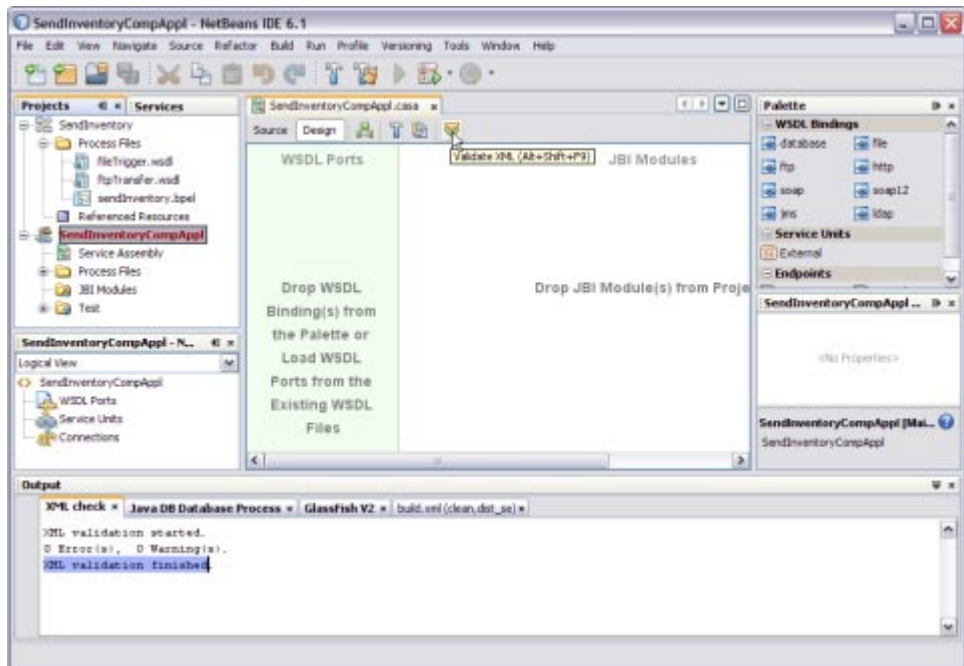 SendInventoryCompAppl - NetBeans IDE 6.1
File Edit View Navigate Source Refactor Build Run Profile Versioning Tools Window Help
Projects Services
SendInventory
Process Files
fileTrigger.wsdl
ftpTransfer.wsdl
sendInventory.bpel
Referenced Resources
SendInventoryCompAppl
Service Assembly
Process Files
JBI Modules
Test
SendInventoryCompAppl - N...
Logical View
SendInventoryCompAppl
WSDL Ports
Service Units
Connections
SendInventoryCompAppl.casa
Source Design
Validate XML (Alt+Shift+F9)
WSDL Ports
JBI Modules
Drop WSDL
Binding(s) from
the Palette or
Load WSDL
Ports from the
Existing WSDL
Files
Drop JBI Module(s) from Proje
Palette
WSDL Bindings
database file
ftp http
soap soap12
jms ldap
Service Units
External
Endpoints
SendInventoryCompAppl ...
<No Properties>
SendInventoryCompAppl [Mai...
SendInventoryCompAppl
Output
XML check Java DB Database Process GlassFish V2 build.xml (clean,dist_se)
XML validation started.
0 Error(s), 0 Warning(s).
XML validation finished.